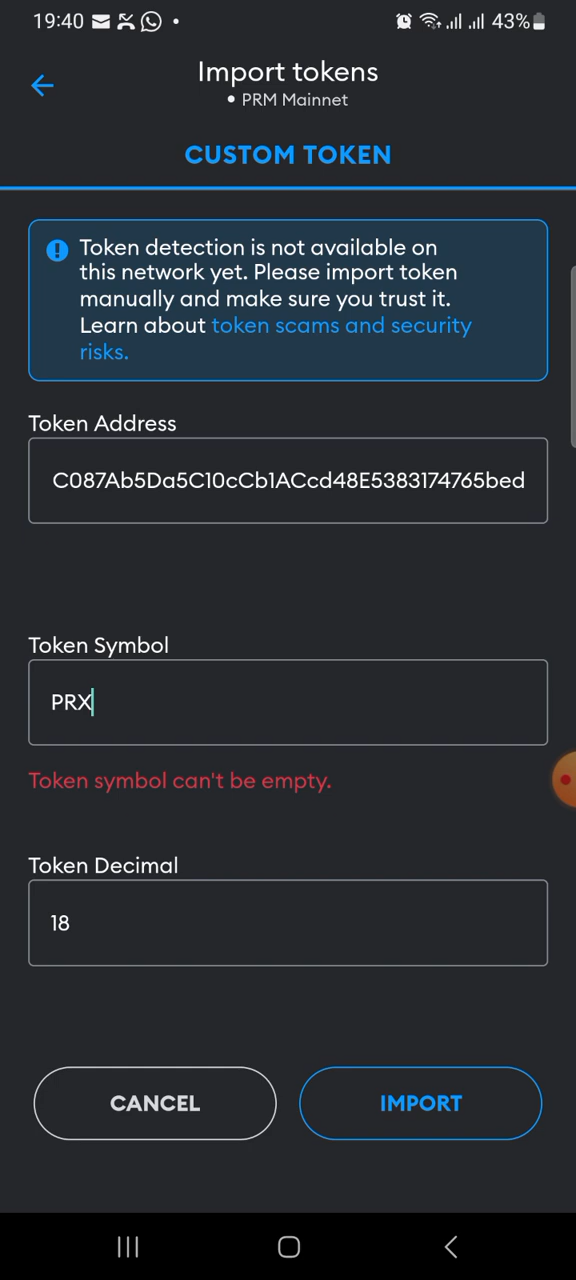 19:40
43%
Import tokens
PRM Mainnet
CUSTOM TOKEN
Token detection is not available on
this network yet. Please import token
manually and make sure you trust it.
Learn about token scams and security
risks.
Token Address
C087Ab5Da5C10cCb1ACcd48E5383174765bed
Token Symbol
PRX
Token symbol can't be empty.
Token Decimal
18
CANCEL
IMPORT